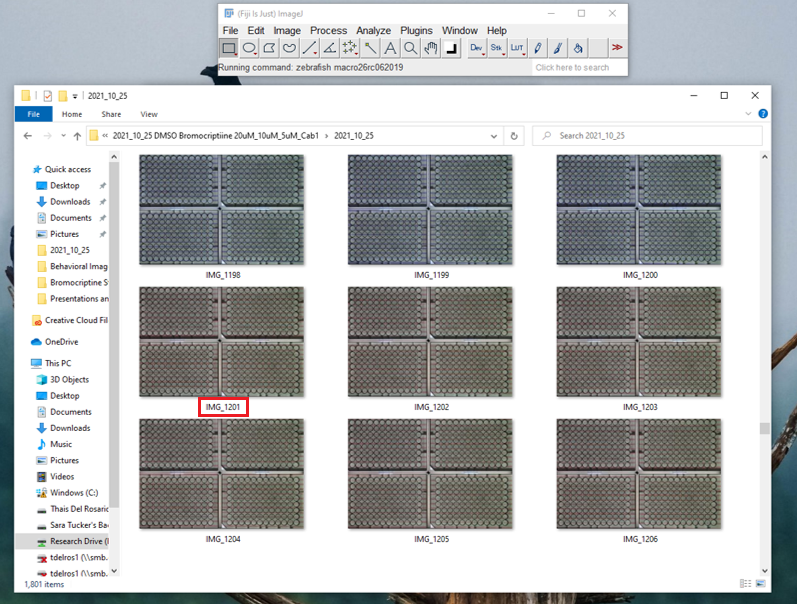 (Fiji Is Just) ImageJ
File Edit Image Process Analyze Plugins Window Help
Dev Stk LUT
Running command: zebrafish macro26rc062019
Click here to search
2021_10_25
File Home Share View
« 2021_10_25 DMSO Bromocriptiine 20uM_10uM_5uM_Cab1 › 2021_10_25
Search 2021_10_25
Quick access
Desktop
Downloads
Documents
Pictures
2021_10_25
Behavioral Imag
Bromocriptine St
Presentations an
Creative Cloud Fil
OneDrive
This PC
3D Objects
Desktop
Documents
Downloads
Music
Pictures
Videos
Windows (C:)
Thais Del Rosario
Sara Tucker's Ba
Research Drive (
tdelros1 (\\smb.
tdelros1 (\\smb.
IMG_1198 IMG_1199 IMG_1200
IMG_1201 IMG_1202 IMG_1203
IMG_1204 IMG_1205 IMG_1206
1,801 items